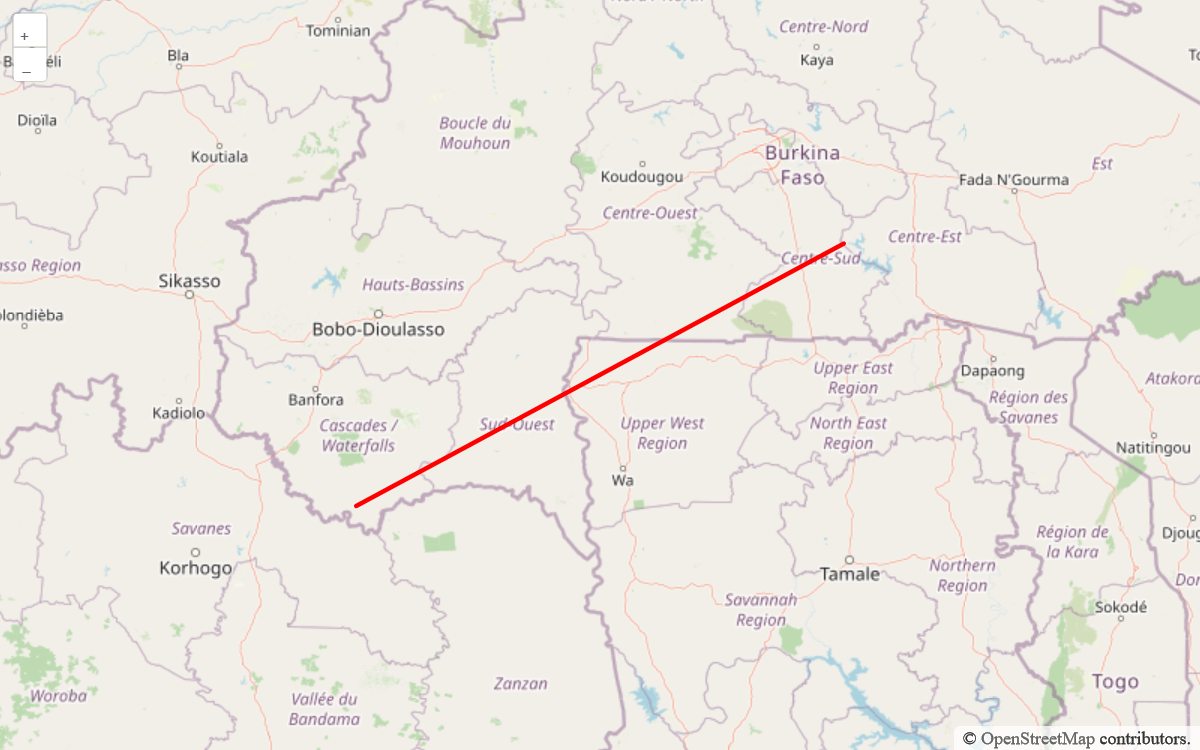 Centre-Nord
Tominian
+
Bla
Kaya
–
Dioïla
Boucle du
Mouhoun
Koutiala
Burkina
Faso
Est
Koudougou
Fada N'Gourma
Centre-Ouest
Centre-Est
Centre-Sud
Sikasso
Hauts-Bassins
Bobo-Dioulasso
Upper East
Region
Dapaong
Atakora
Banfora
Région des
Savanes
Kadiolo
Cascades /
Waterfalls
Sud-Ouest
Upper West
Region
North East
Region
Natitingou
Wa
Savanes
Région de
la Kara
Korhogo
Tamale
Northern
Region
Savannah
Region
Sokodé
Woroba
Vallée du
Bandama
Zanzan
Togo
© OpenStreetMap contributors.